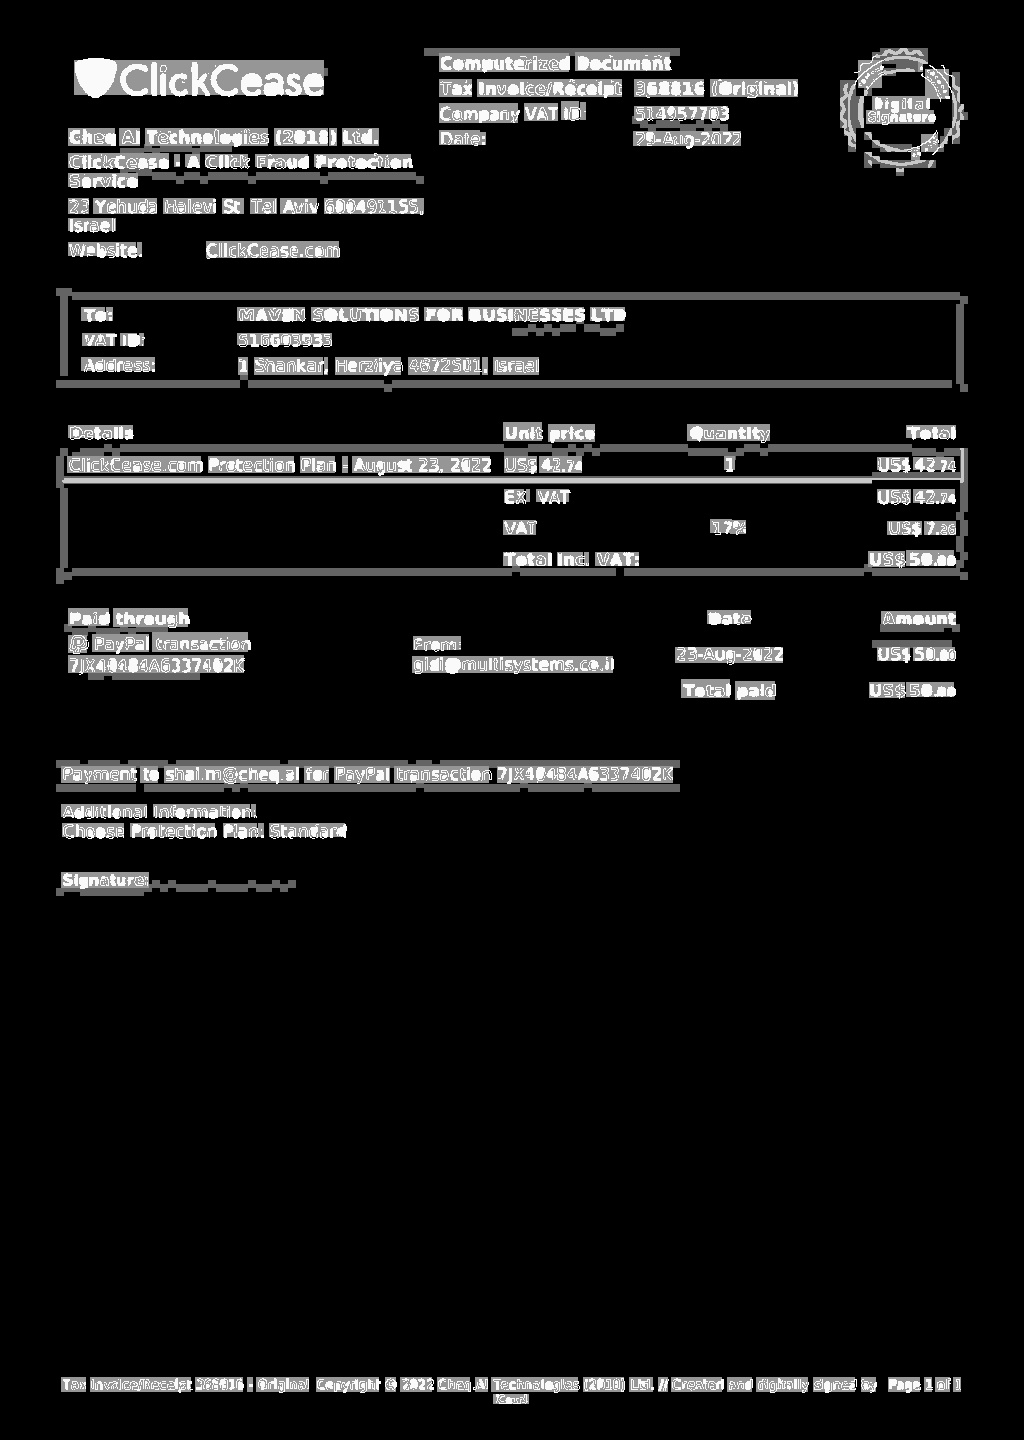 ClickCease
Computerized Document
Tax Invoice/Receipt 368816 (Original)
Company VAT ID: 514957703
Date: 29-Aug-2022
Digital
Signature
Cheq AI Technologies (2018) Ltd.
ClickCease - A Click Fraud Protection
Service
23 Yehuda Halevi St. Tel Aviv 6004911SS,
Israel
Website: ClickCease.com
To: MAVEN SOLUTIONS FOR BUSINESSES LTD
VAT ID: 516603933
Address: 1 Shankar, Herzliya 4672501, Israel
Details Unit price Quantity Total
ClickCease.com Protection Plan - August 23, 2022 US$ 42.74 1 US$ 42.74
EX. VAT US$ 42.74
VAT 17% US$ 7.26
Total Inc. VAT: US$ 50.00
Paid through Date Amount
PayPal transaction From:
7JX40484A6337402K gidi@multisystems.co.il 23-Aug-2022 US$ 50.00
Total paid US$ 50.00
Payment to shai.m@cheq.ai for PayPal transaction 7JX40484A6337402K
Additional Information:
Choose Protection Plan: Standard
Signature:
Tax Invoice/Receipt 368816 - Original Copyright © 2022 Cheq AI Technologies (2018) Ltd. // Created and digitally signed by Page 1 of 1
iCount